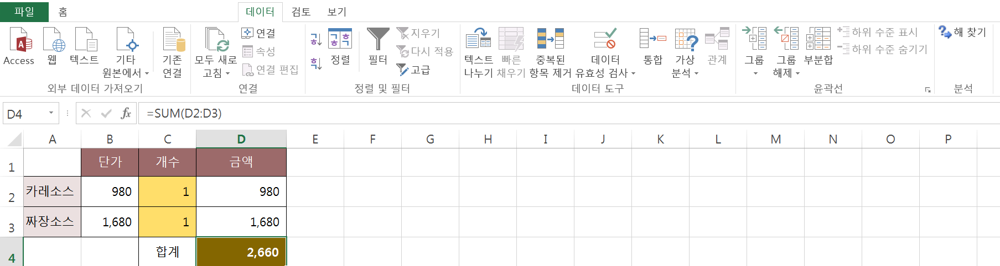 파일 홈 데이터 검토 보기
Access 웹 텍스트 기타 원본에서 기존 연결 모두 새로 고침 연결 속성 연결 편집 정렬 필터 지우기 다시 적용 고급 텍스트 나누기 빠른 채우기 중복된 항목 제거 데이터 유효성 검사 통합 가상 분석 관계 그룹 그룹 해제 부분합 하위 수준 표시 하위 수준 숨기기 해 찾기
외부 데이터 가져오기 연결 정렬 및 필터 데이터 도구 윤곽선 분석
D4 fx =SUM(D2:D3)
A B C D E F G H I J K L M N O P
1 단가 개수 금액
2 카레소스 980 1 980
3 짜장소스 1,680 1 1,680
4 합계 2,660